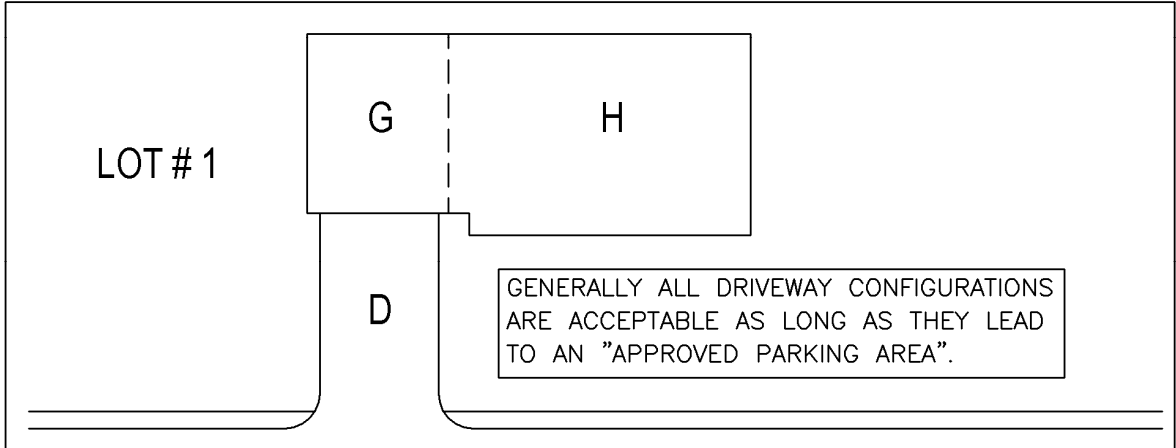 G
H
LOT # 1
D
GENERALLY ALL DRIVEWAY CONFIGURATIONS
ARE ACCEPTABLE AS LONG AS THEY LEAD
TO AN ”APPROVED PARKING AREA”.